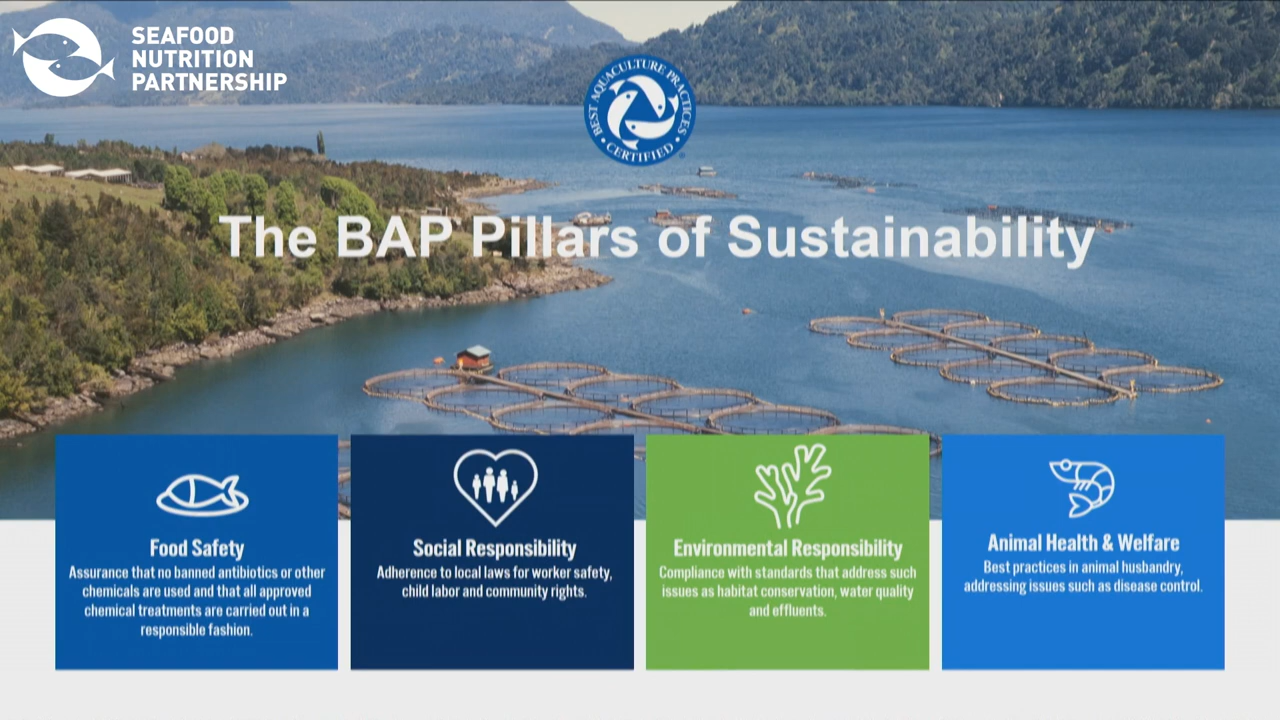 SEAFOOD
NUTRITION
PARTNERSHIP
BEST AQUACULTURE PRACTICES
• CERTIFIED •
The BAP Pillars of Sustainability
Food Safety
Assurance that no banned antibiotics or other
chemicals are used and that all approved
chemical treatments are carried out in a
responsible fashion.
Social Responsibility
Adherence to local laws for worker safety,
child labor and community rights.
Environmental Responsibility
Compliance with standards that address such
issues as habitat conservation, water quality
and effluents.
Animal Health & Welfare
Best practices in animal husbandry,
addressing issues such as disease control.